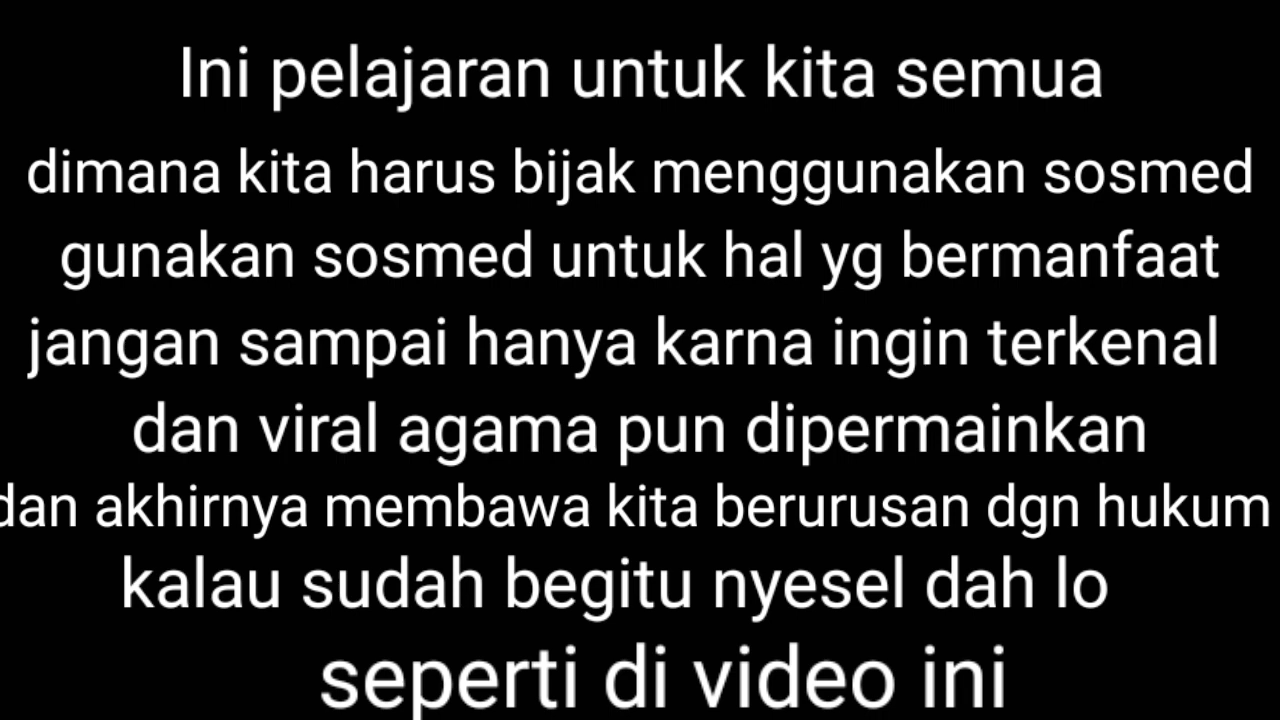 Ini pelajaran untuk kita semua
dimana kita harus bijak menggunakan sosmed
gunakan sosmed untuk hal yg bermanfaat
jangan sampai hanya karna ingin terkenal
dan viral agama pun dipermainkan
dan akhirnya membawa kita berurusan dgn hukum
kalau sudah begitu nyesel dah lo
seperti di video ini